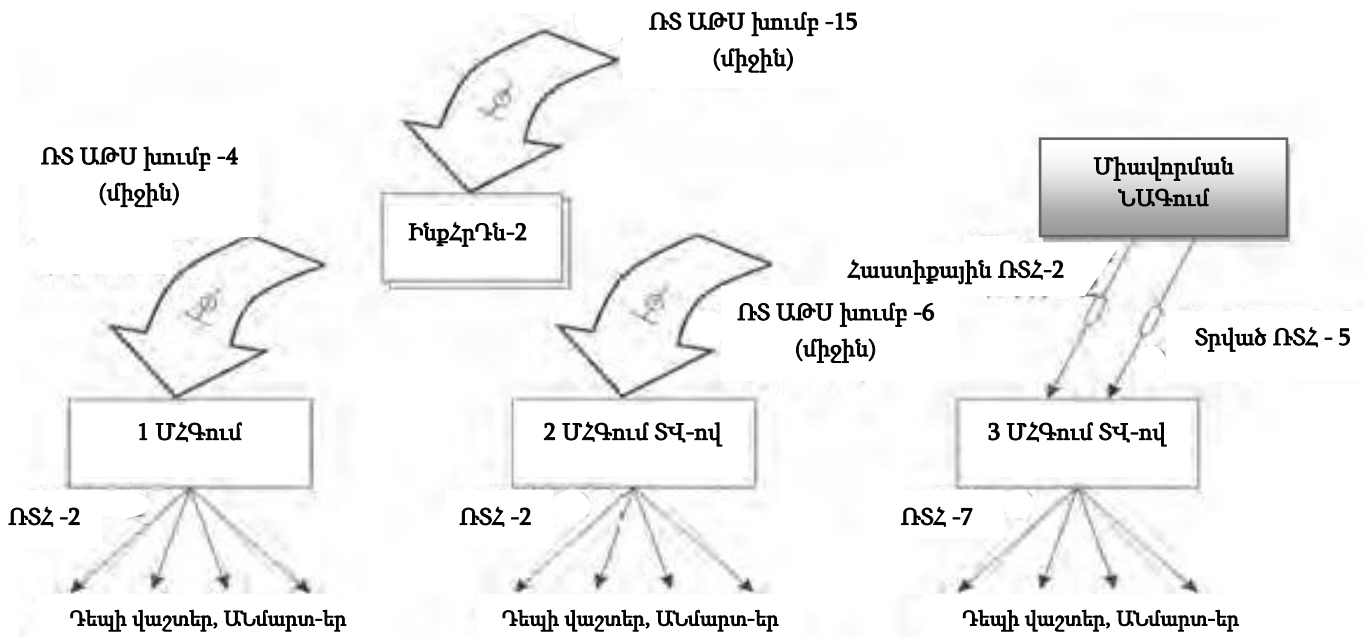 ՌՏ ԱԹՍ խումբ -15
(միջին)
ՌՏ ԱԹՍ խումբ -4
(միջին)
Միավորման
ՆԱԳում
ԻնքՀրԴն-2
Հաստիքային ՌՏՀ-2
ՌՏ ԱԹՍ խումբ -6
(միջին)
Տրված ՌՏՀ - 5
1 ՄՀԳում
2 ՄՀԳում ՏՎ-ով
3 ՄՀԳում ՏՎ-ով
ՌՏՀ -2
ՌՏՀ -2
ՌՏՀ -7
Դեպի վաշտեր, ԱՆմարտ-եր
Դեպի վաշտեր, ԱՆմարտ-եր
Դեպի վաշտեր, ԱՆմարտ-եր